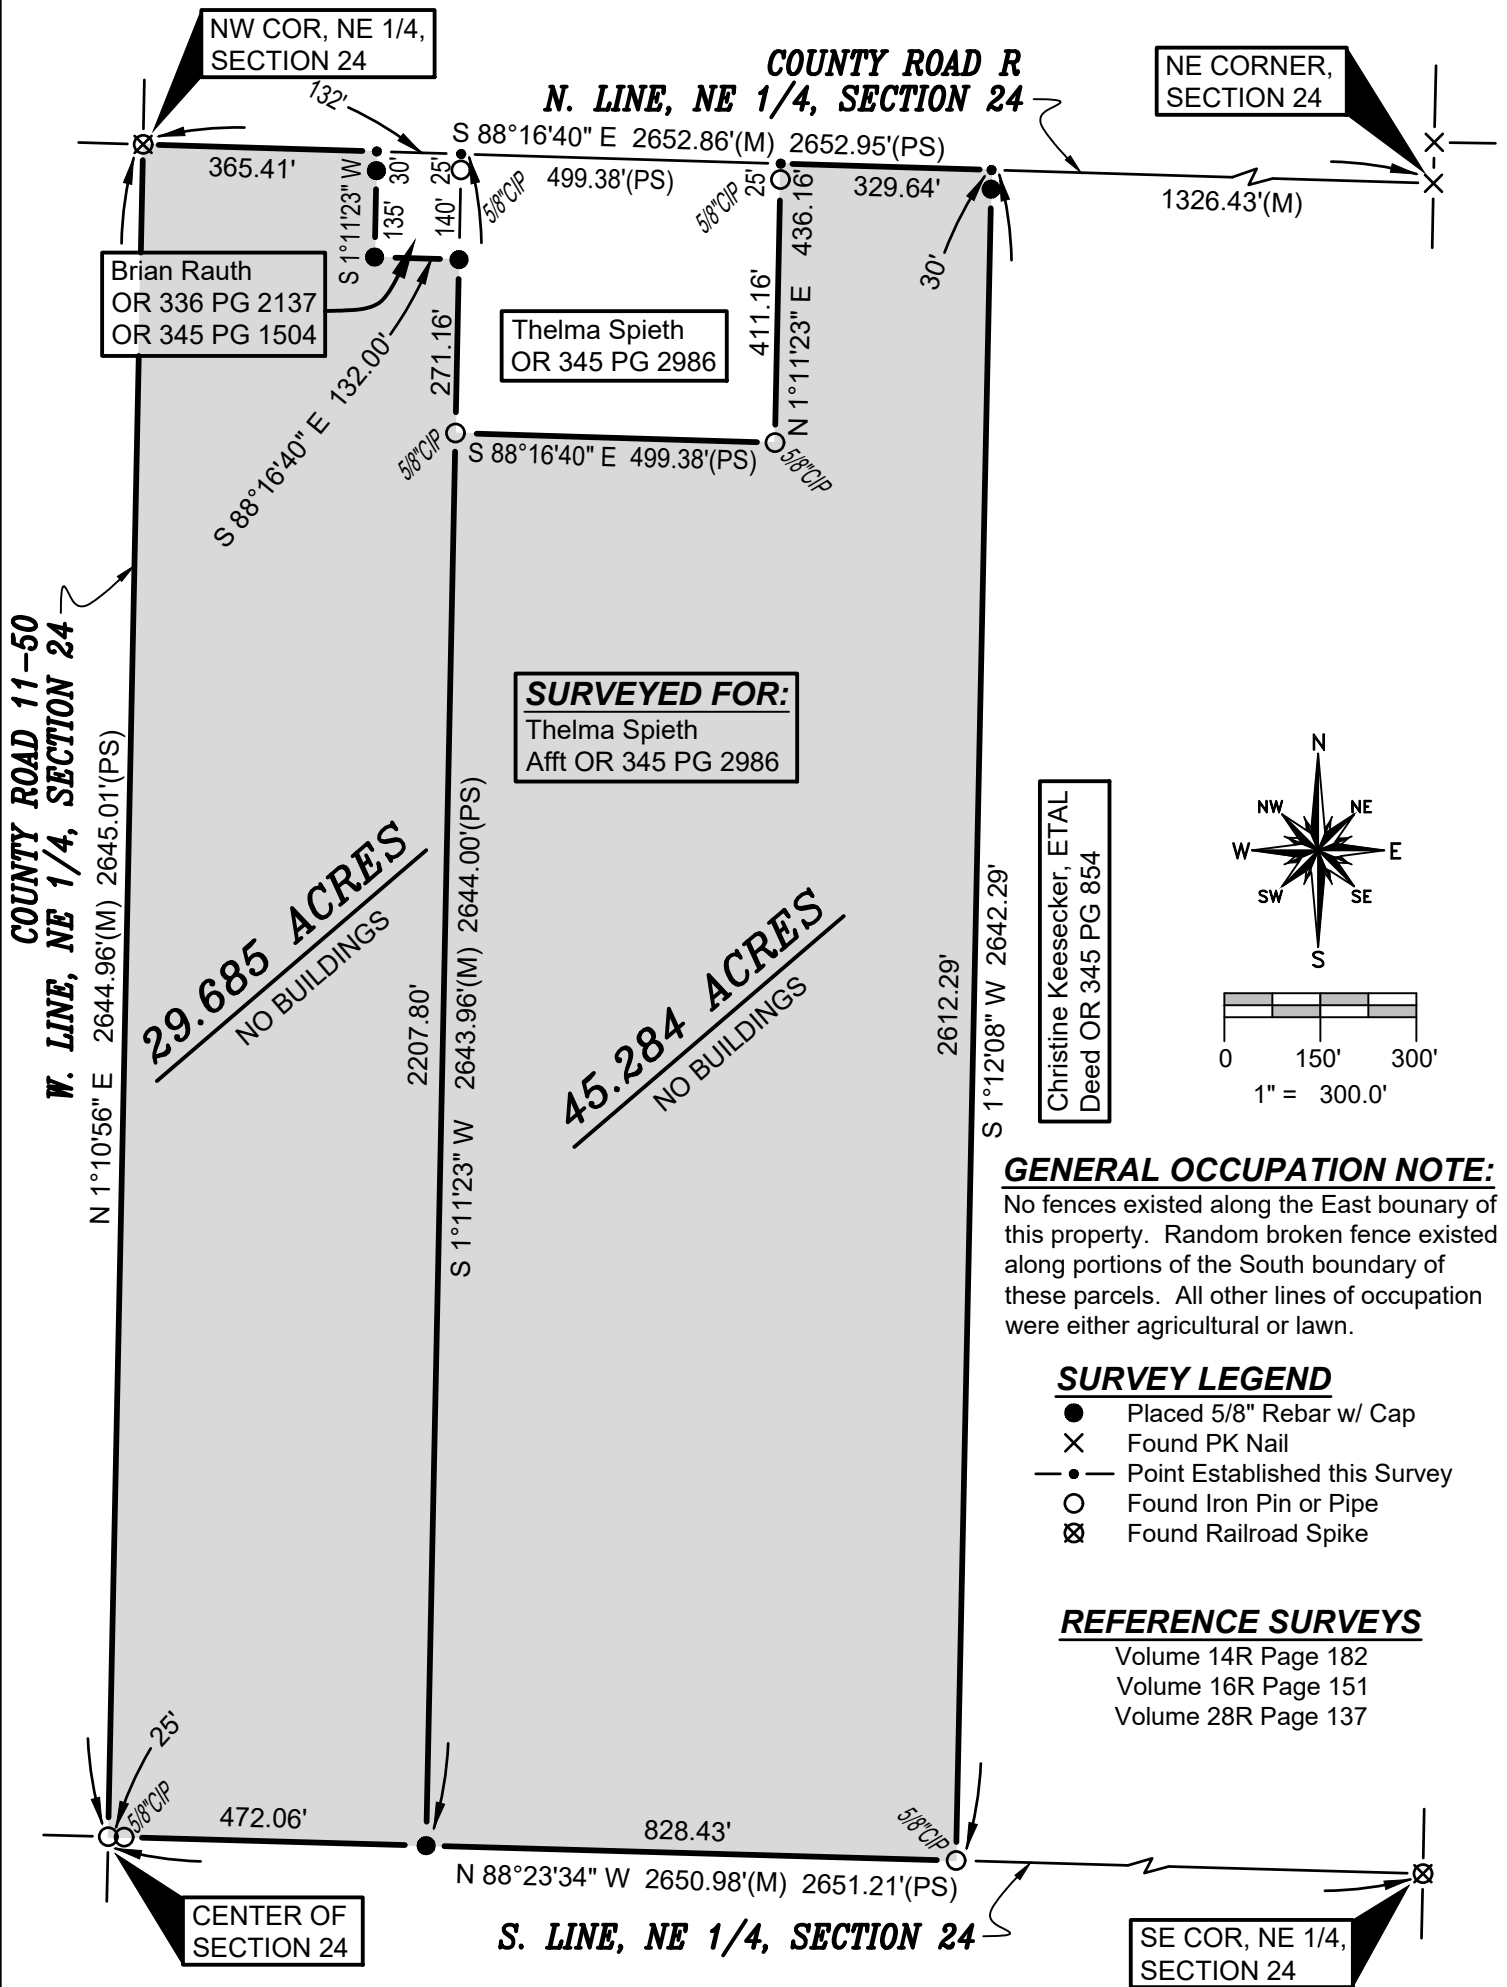 NW COR, NE 1/4,
SECTION 24
132'
COUNTY ROAD R
N. LINE, NE 1/4, SECTION 24
NE CORNER,
SECTION 24
S 88°16'40" E 2652.86'(M) 2652.95'(PS)
365.41'
499.38'(PS)
329.64'
1326.43'(M)
S 1°11'23" W
30'
135'
25'
140'
5/8"CIP
5/8"CIP
25'
436.16'
N 1°11'23" E
411.16'
30'
Brian Rauth
OR 336 PG 2137
OR 345 PG 1504
Thelma Spieth
OR 345 PG 2986
271.16'
S 88°16'40" E 132.00'
5/8"CIP
S 88°16'40" E 499.38'(PS)
5/8"CIP
COUNTY ROAD 11-50
W. LINE, NE 1/4, SECTION 24
N 1°10'56" E 2644.96'(M) 2645.01'(PS)
SURVEYED FOR:
Thelma Spieth
Afft OR 345 PG 2986
29.685 ACRES
NO BUILDINGS
2207.80'
S 1°11'23" W 2643.96'(M) 2644.00'(PS)
45.284 ACRES
NO BUILDINGS
2612.29'
S 1°12'08" W 2642.29'
Christine Keesecker, ETAL
Deed OR 345 PG 854
N
NW
NE
W
E
SW
SE
S
0 150' 300'
1" = 300.0'
GENERAL OCCUPATION NOTE:
No fences existed along the East bounary of
this property. Random broken fence existed
along portions of the South boundary of
these parcels. All other lines of occupation
were either agricultural or lawn.
SURVEY LEGEND
Placed 5/8" Rebar w/ Cap
Found PK Nail
Point Established this Survey
Found Iron Pin or Pipe
Found Railroad Spike
REFERENCE SURVEYS
Volume 14R Page 182
Volume 16R Page 151
Volume 28R Page 137
25'
5/8"CIP
472.06'
828.43'
5/8"CIP
N 88°23'34" W 2650.98'(M) 2651.21'(PS)
CENTER OF
SECTION 24
S. LINE, NE 1/4, SECTION 24
SE COR, NE 1/4,
SECTION 24